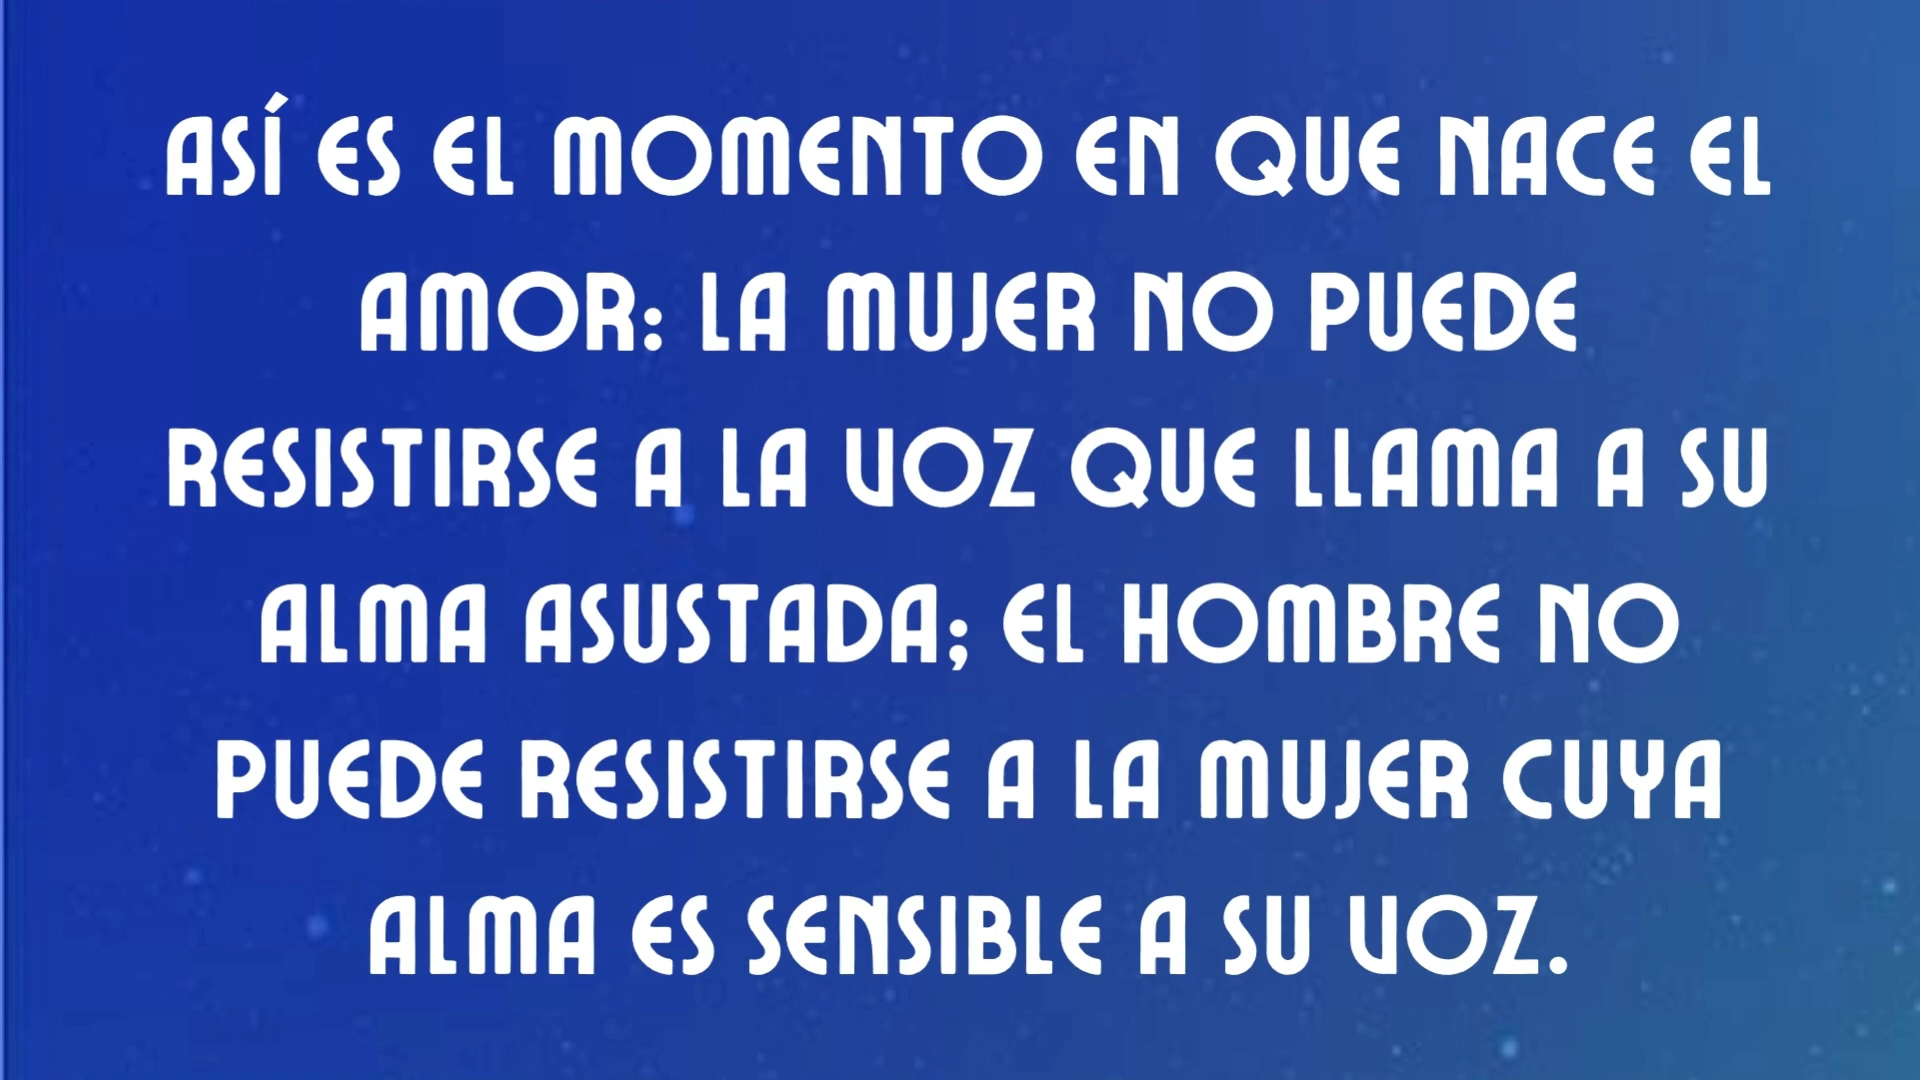 ASÍ ES EL MOMENTO EN QUE NACE EL
AMOR: LA MUJER NO PUEDE
RESISTIRSE A LA VOZ QUE LLAMA A SU
ALMA ASUSTADA; EL HOMBRE NO
PUEDE RESISTIRSE A LA MUJER CUYA
ALMA ES SENSIBLE A SU VOZ.